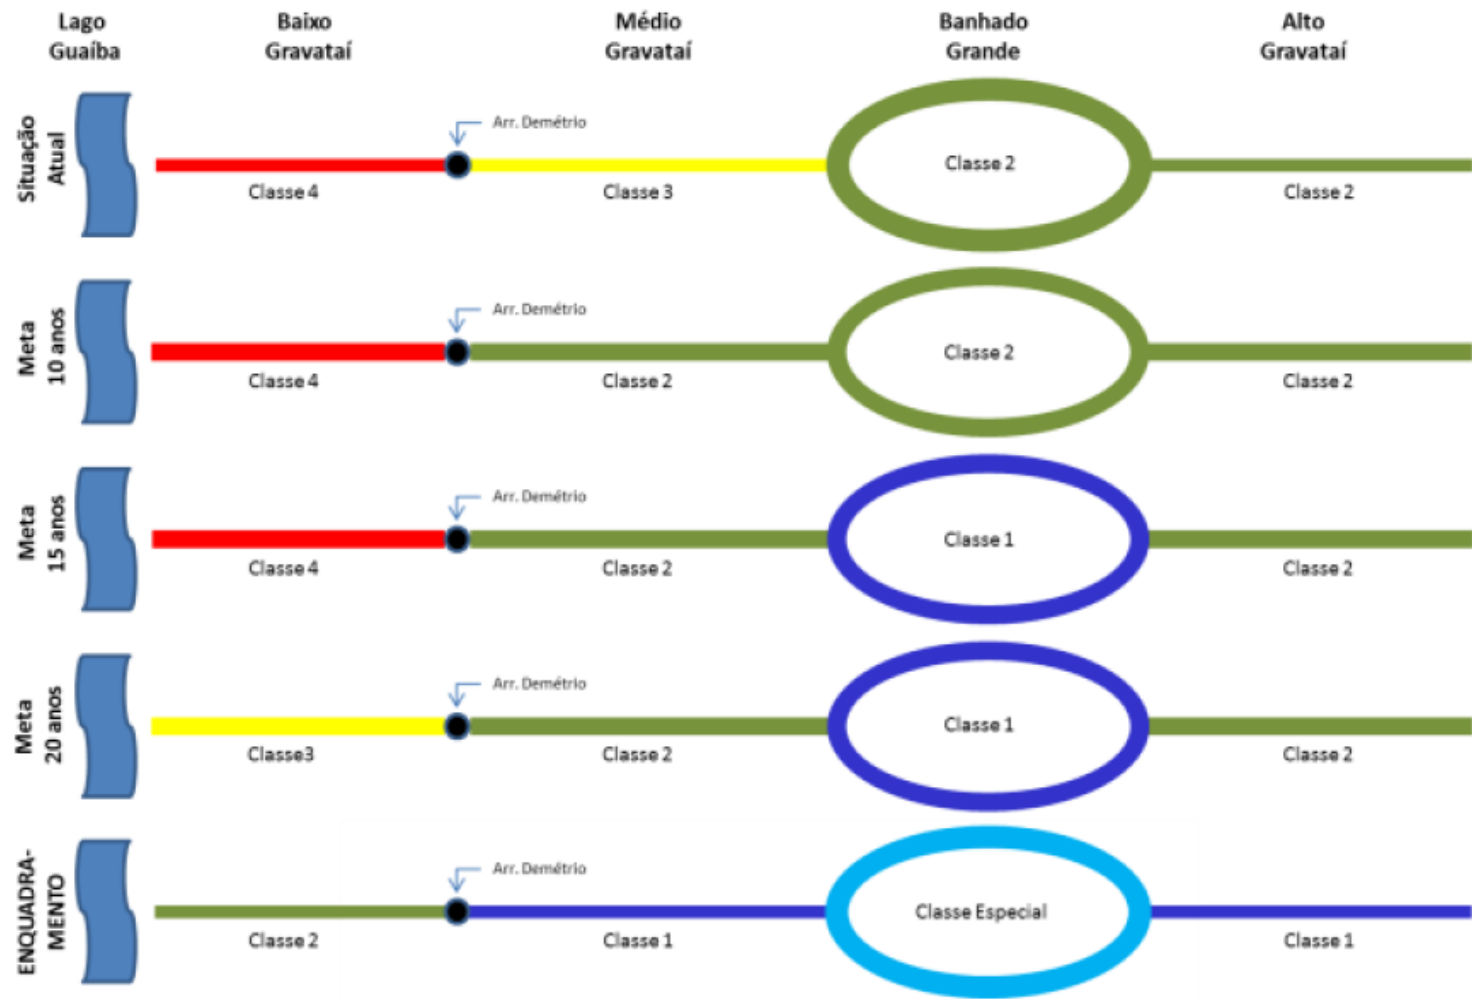 Lago
Guaíba
Baixo
Gravataí
Médio
Gravataí
Banhado
Grande
Alto
Gravataí
Situação
Atual
Arr. Demétrio
Classe 4
Classe 3
Classe 2
Classe 2
Meta
10 anos
Arr. Demétrio
Classe 4
Classe 2
Classe 2
Classe 2
Meta
15 anos
Arr. Demétrio
Classe 4
Classe 2
Classe 1
Classe 2
Meta
20 anos
Arr. Demétrio
Classe3
Classe 2
Classe 1
Classe 2
ENQUADRA-
MENTO
Arr. Demétrio
Classe 2
Classe 1
Classe Especial
Classe 1